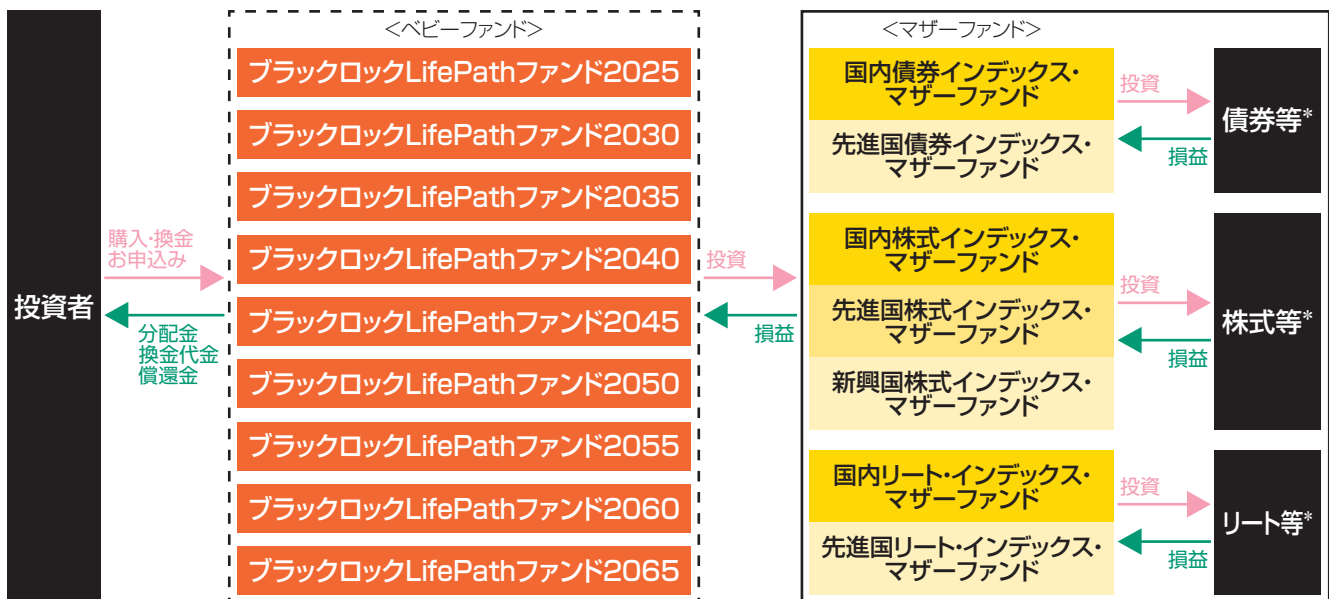 投資者
購入・換金
お申込み
分配金
換金代金
償還金
＜ベビーファンド＞
ブラックロックLifePathファンド2025
ブラックロックLifePathファンド2030
ブラックロックLifePathファンド2035
ブラックロックLifePathファンド2040
ブラックロックLifePathファンド2045
ブラックロックLifePathファンド2050
ブラックロックLifePathファンド2055
ブラックロックLifePathファンド2060
ブラックロックLifePathファンド2065
投資
損益
＜マザーファンド＞
国内債券インデックス・
マザーファンド
先進国債券インデックス・
マザーファンド
投資
損益
債券等*
国内株式インデックス・
マザーファンド
先進国株式インデックス・
マザーファンド
新興国株式インデックス・
マザーファンド
投資
損益
株式等*
国内リート・インデックス・
マザーファンド
先進国リート・インデックス・
マザーファンド
投資
損益
リート等*